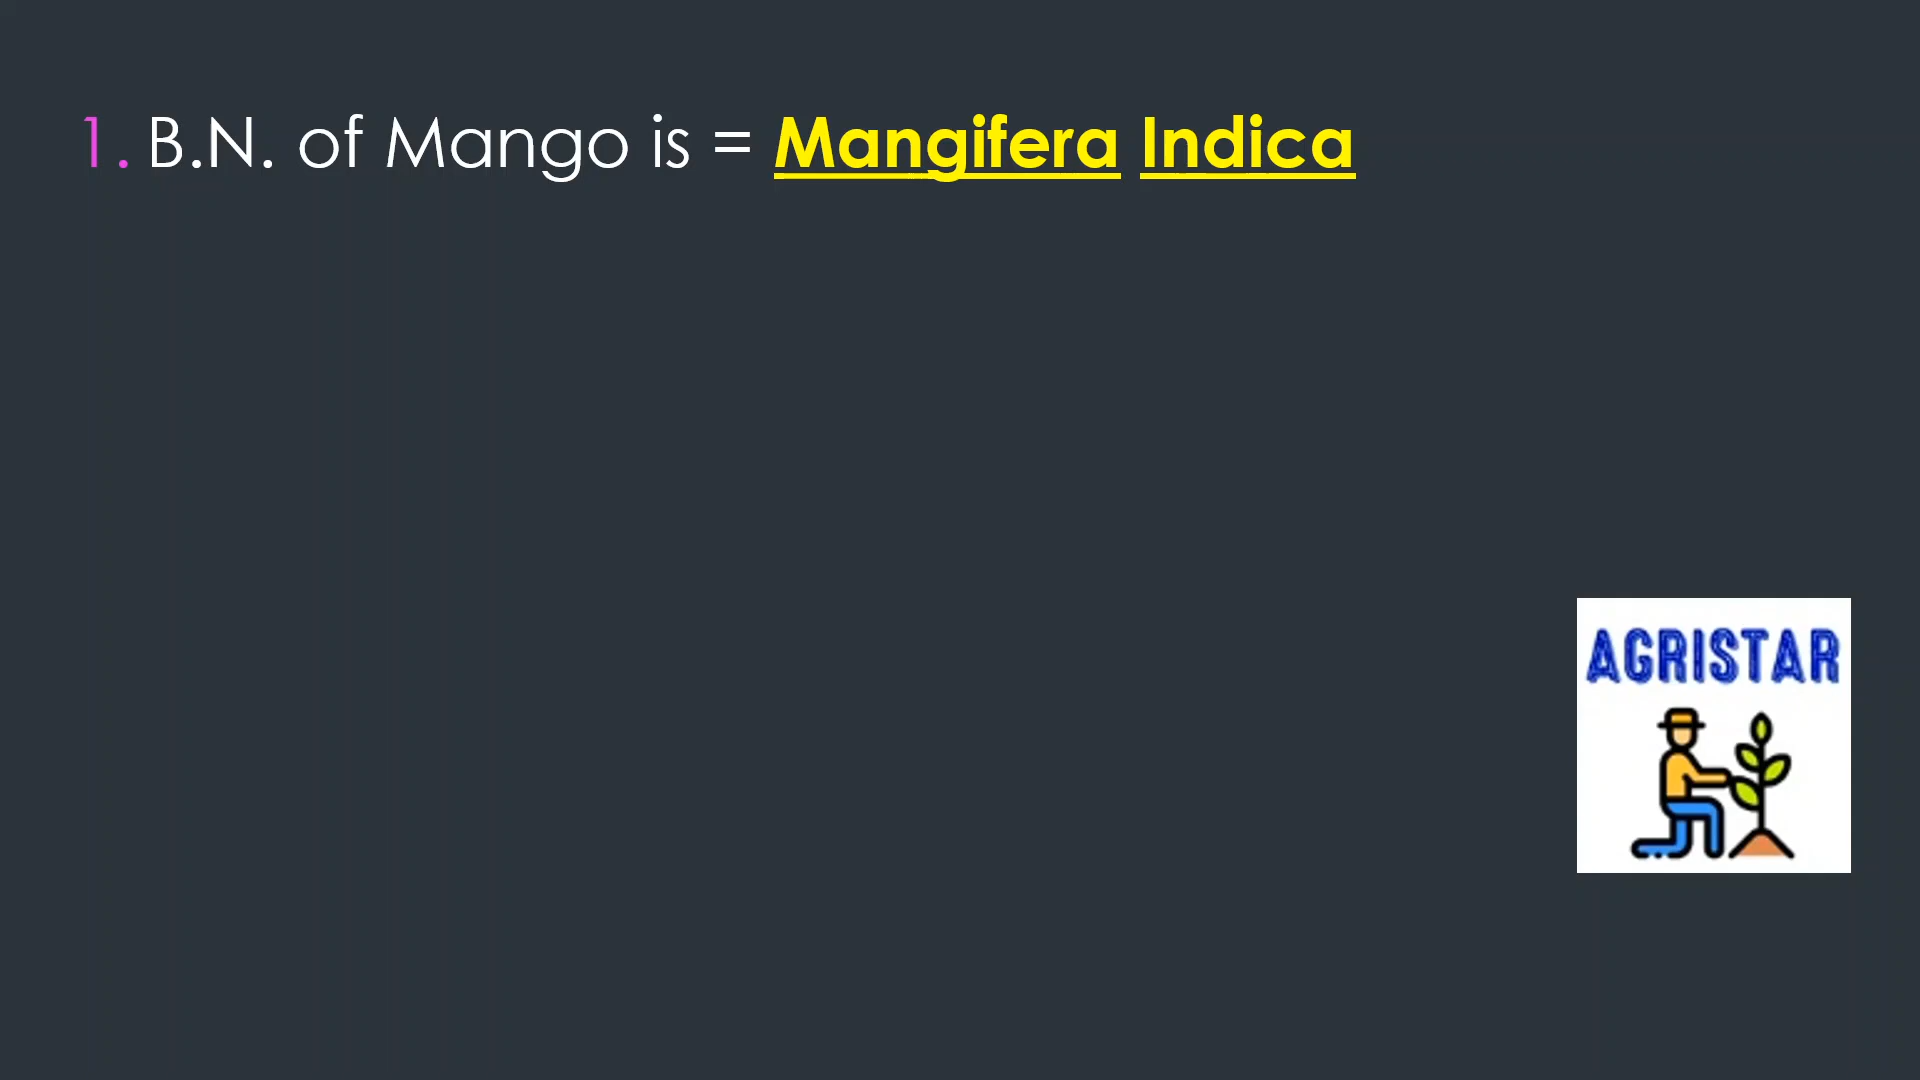 1. B.N. of Mango is = Mangifera Indica
AGRISTAR